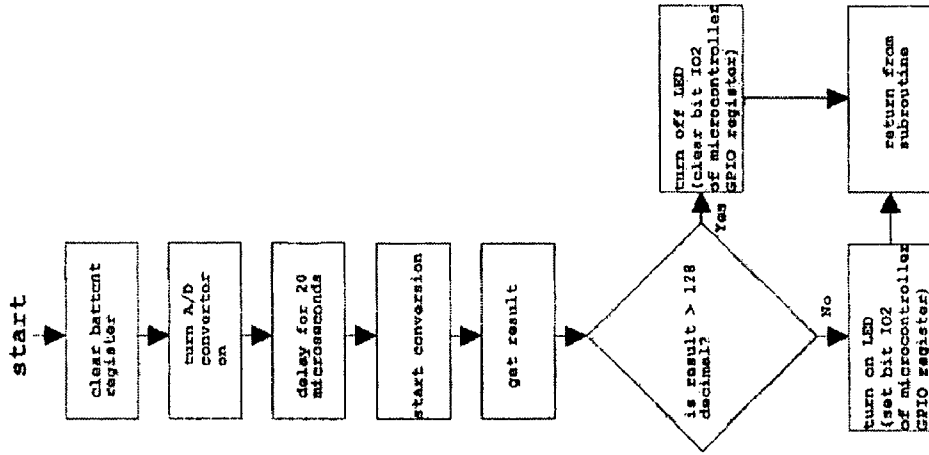 start
clear battcnt
register
turn A/D
convertor
on
delay for 20
microseconds
start conversion
get result
is result > 128
decimal?
Yes
turn off LED
(clear bit IO2
of microcontroller
GPIO register)
No
turn on LED
(set bit IO2
of microcontroller
GPIO register)
return from
subroutine